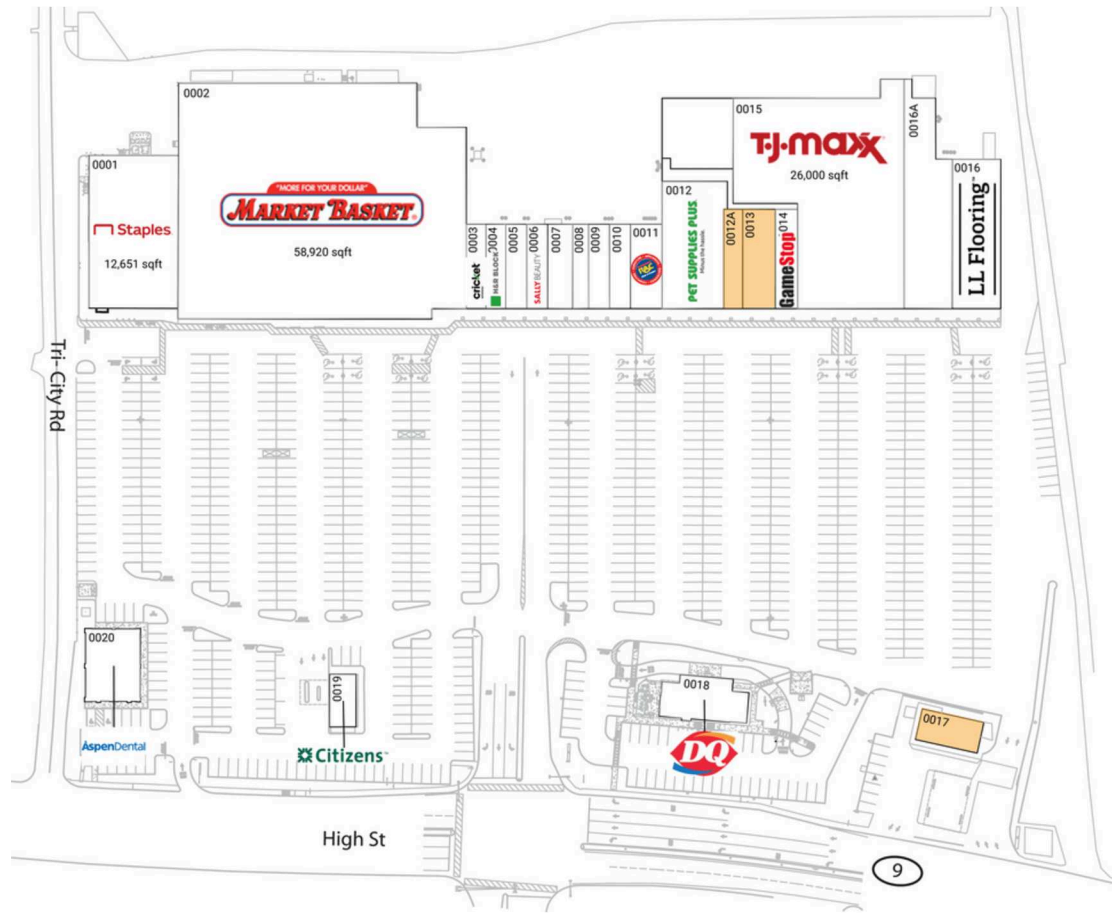 0002
"MORE FOR YOUR DOLLAR"
MARKET BASKET
58,920 sqft
0001
Staples
12,651 sqft
0003
cricket
0004
H&R BLOCK
0005
0006
SALLY BEAUTY
0007
0008
0009
0010
0011
0012
PET SUPPLIES PLUS.
Minus the hassle.
0012A
0013
014
GameStop
0015
T·J·maxx
26,000 sqft
0016A
0016
LL Flooring
Tri-City Rd
0020
AspenDental
0019
Citizens
0018
DQ
0017
High St
9